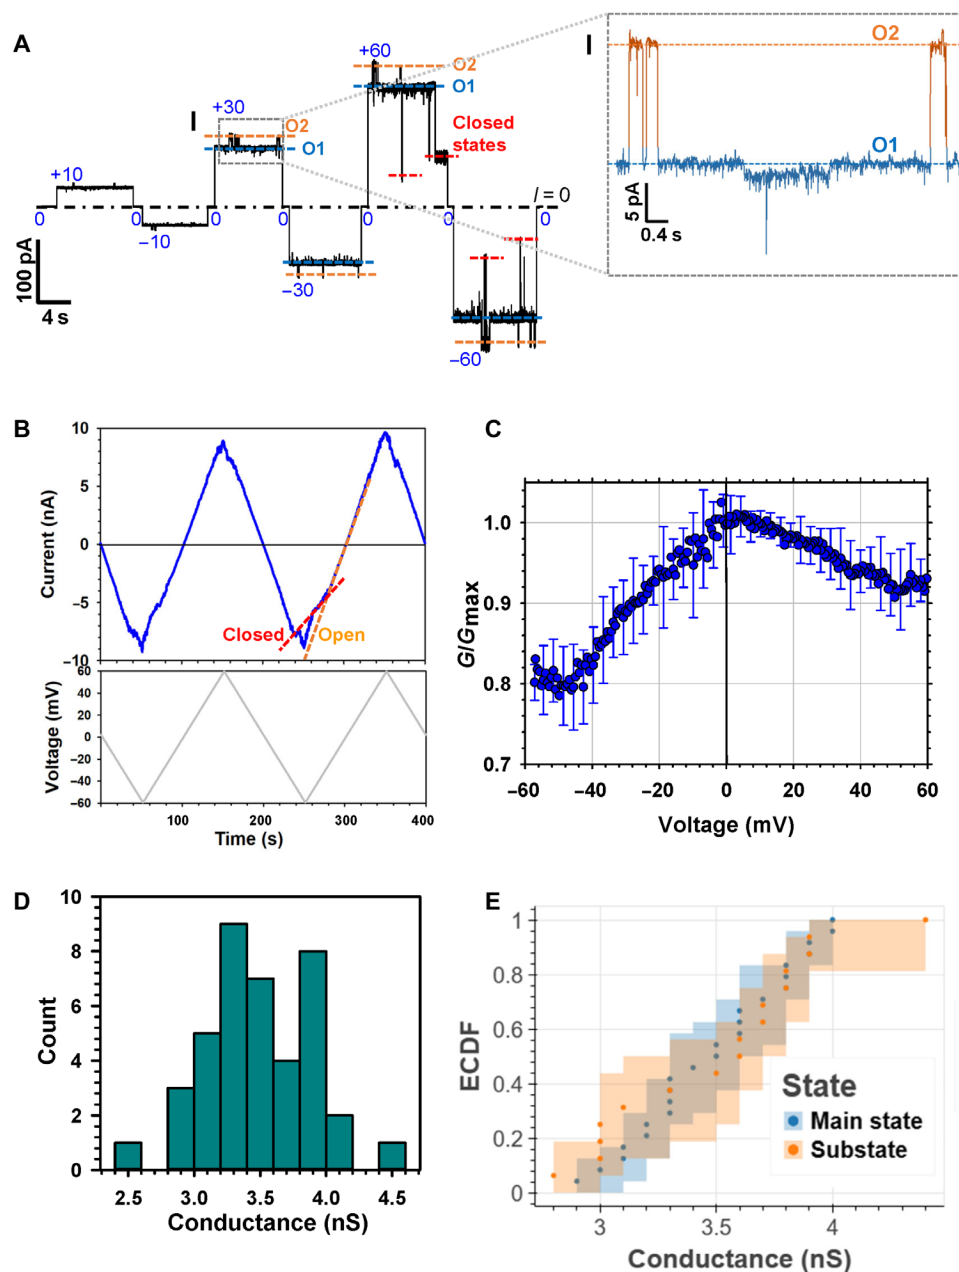 A
+60
O2
O1
I
+30
O2
O1
Closed
states
+10
I = 0
0
0
0
0
0
0
−10
−30
−60
100 pA
4 s
I
O2
O1
5 pA
0.4 s
B
10
5
0
−5
−10
Current (nA)
Closed
Open
60
40
20
0
−20
−40
−60
Voltage (mV)
100
200
300
400
Time (s)
C
1.0
0.9
0.8
0.7
G/Gmax
−60
−40
−20
0
20
40
60
Voltage (mV)
D
10
8
6
4
2
0
Count
2.5
3.0
3.5
4.0
4.5
Conductance (nS)
E
1
0.8
0.6
0.4
0.2
0
ECDF
State
Main state
Substate
3
3.5
4
Conductance (nS)